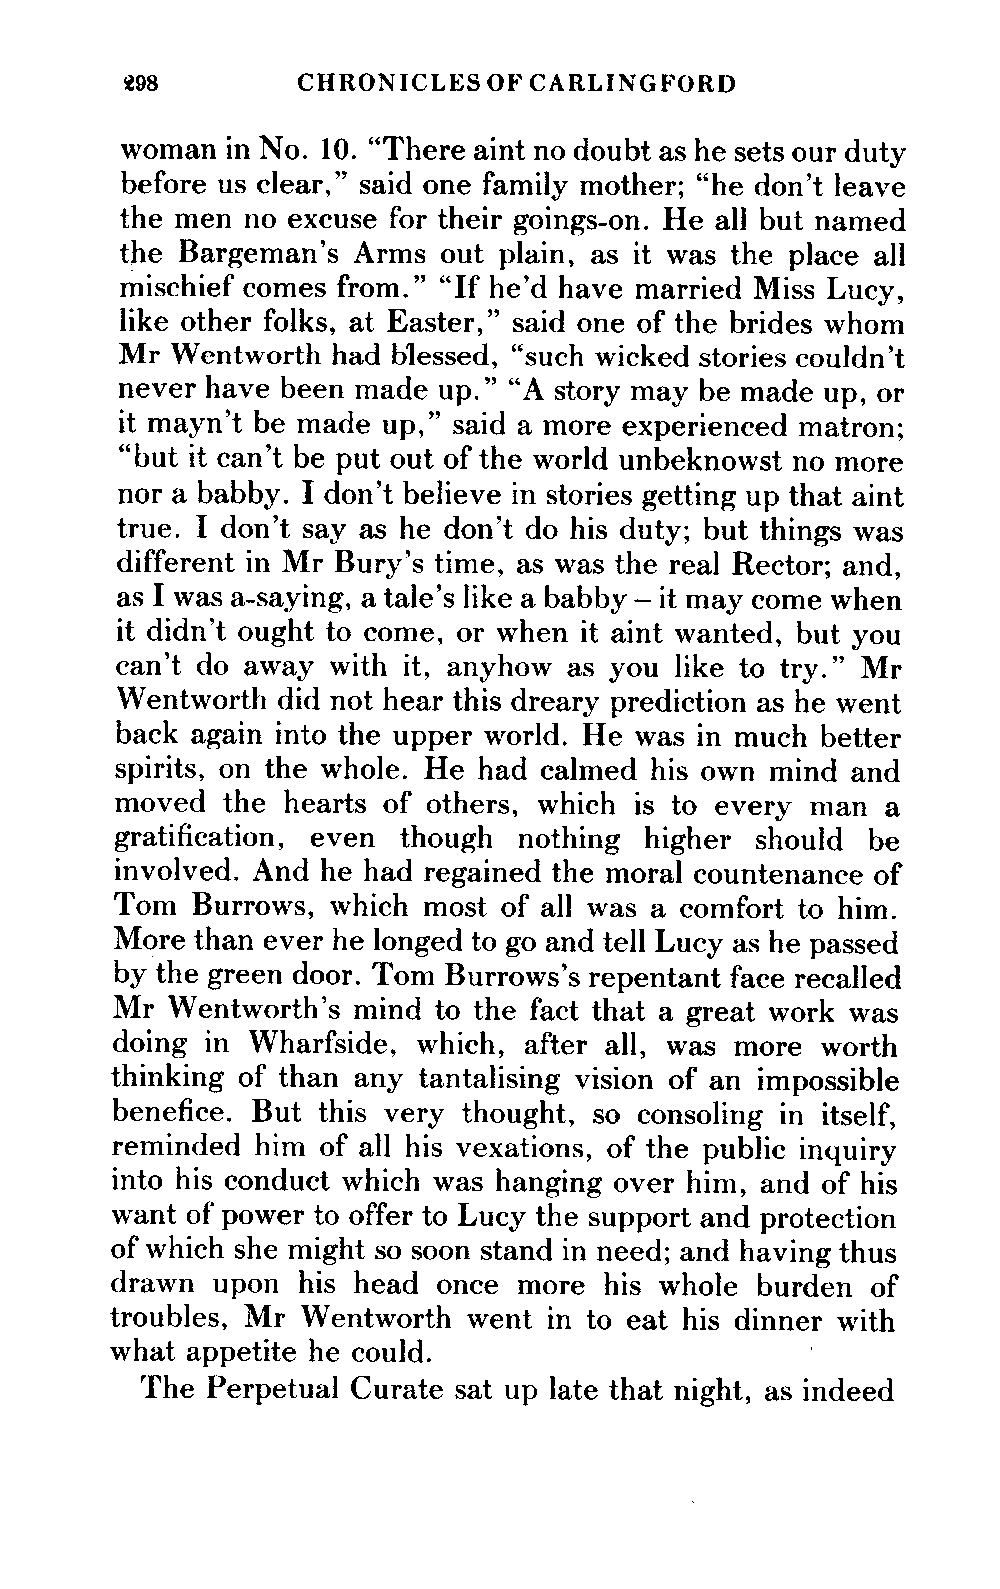 298 CHRONICLES OF CARLINGFORD
woman in No. 10. “There aint no doubt as he sets our duty
before us clear,” said one family mother; “he don’t leave
the men no excuse for their goings-on. He all but named
the Bargeman’s Arms out plain, as it was the place all
mischief comes from.” “If he’d have married Miss Lucy,
like other folks, at Easter,” said one of the brides whom
Mr Wentworth had blessed, “such wicked stories couldn’t
never have been made up.” “A story may be made up, or
it mayn’t be made up,” said a more experienced matron;
“but it can’t be put out of the world unbeknowst no more
nor a babby. I don’t believe in stories getting up that aint
true. I don’t say as he don’t do his duty; but things was
different in Mr Bury’s time, as was the real Rector; and,
as I was a-saying, a tale’s like a babby – it may come when
it didn’t ought to come, or when it aint wanted, but you
can’t do away with it, anyhow as you like to try.” Mr
Wentworth did not hear this dreary prediction as he went
back again into the upper world. He was in much better
spirits, on the whole. He had calmed his own mind and
moved the hearts of others, which is to every man a
gratification, even though nothing higher should be
involved. And he had regained the moral countenance of
Tom Burrows, which most of all was a comfort to him.
More than ever he longed to go and tell Lucy as he passed
by the green door. Tom Burrows’s repentant face recalled
Mr Wentworth’s mind to the fact that a great work was
doing in Wharfside, which, after all, was more worth
thinking of than any tantalising vision of an impossible
benefice. But this very thought, so consoling in itself,
reminded him of all his vexations, of the public inquiry
into his conduct which was hanging over him, and of his
want of power to offer to Lucy the support and protection
of which she might so soon stand in need; and having thus
drawn upon his head once more his whole burden of
troubles, Mr Wentworth went in to eat his dinner with
what appetite he could.
The Perpetual Curate sat up late that night, as indeed